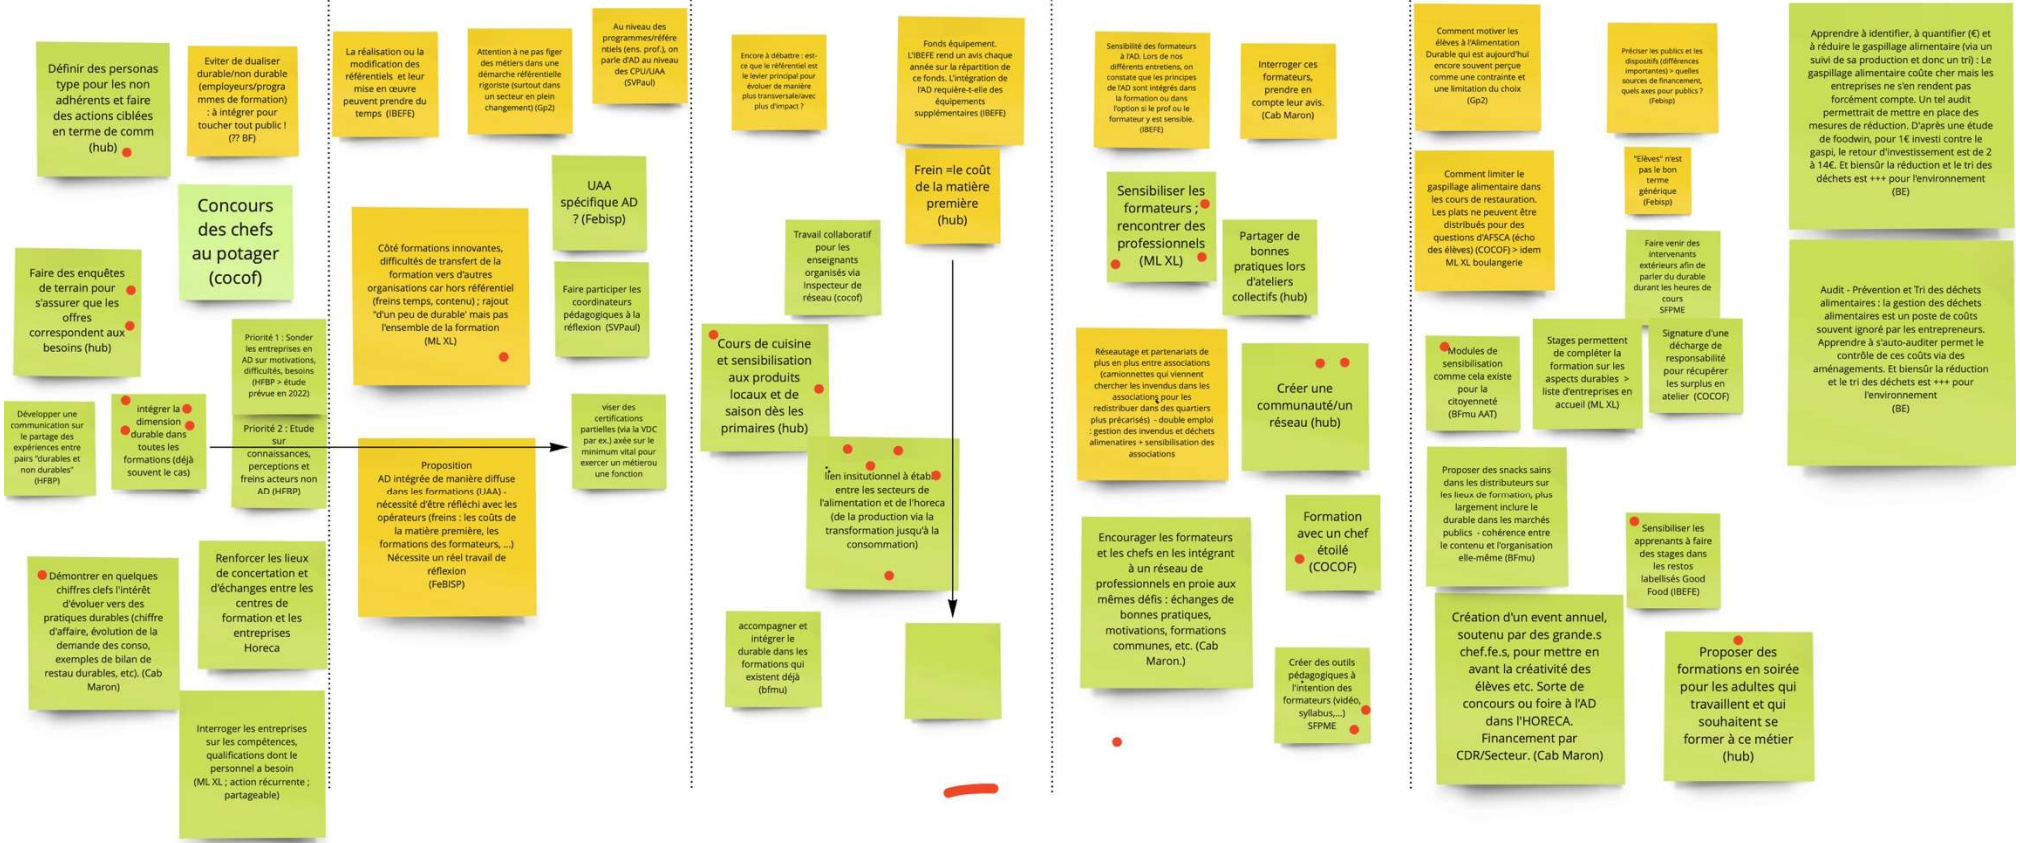 Définir des personas
type pour les non
adhérents et faire
des actions ciblées
en terme de comm
(hub)
Eviter de dualiser
durable/non durable
(employeurs/progra
mmes de formation)
: à intégrer pour
toucher tout public !
(?? BF)
Concours
des chefs
au potager
(cocof)
Faire des enquêtes
de terrain pour
s'assurer que les
offres
correspondent aux
besoins (hub)
Priorité 1 : Sonder
les entreprises en
AD sur motivations,
difficultés, besoins
(HFBP > étude
prévue en 2022)
Développer une
communication sur
le partage des
expériences entre
pairs "durables et
non durables"
(HFBP)
intégrer la
dimension
durable dans
toutes les
formations (déjà
souvent le cas)
Priorité 2 : Etude
sur
connaissances,
perceptions et
freins acteurs non
AD (HFBP)
Démontrer en quelques
chiffres clefs l'intérêt
d'évoluer vers des
pratiques durables (chiffre
d'affaire, évolution de la
demande des conso,
exemples de bilan de
restau durables, etc). (Cab
Maron)
Renforcer les lieux
de concertation et
d'échanges entre les
centres de
formation et les
entreprises
Horeca
Interroger les entreprises
sur les compétences,
qualifications dont le
personnel a besoin
(ML XL ; action récurrente ;
partageable)
La réalisation ou la
modification des
référentiels et leur
mise en œuvre
peuvent prendre du
temps (IBEFE)
Attention à ne pas figer
des métiers dans une
démarche référentielle
rigoriste (surtout dans
un secteur en plein
changement) (Gp2)
Au niveau des
programmes/référe
ntiels (ens. prof.), on
parle d'AD au niveau
des CPU/UAA
(SVPaul)
UAA
spécifique AD
? (Febisp)
Côté formations innovantes,
difficultés de transfert de la
formation vers d'autres
organisations car hors référentiel
(freins temps, contenu) ; rajout
"d'un peu de durable' mais pas
l'ensemble de la formation
(ML XL)
Faire participer les
coordinateurs
pédagogiques à la
réflexion (SVPaul)
viser des
certifications
partielles (via la VDC
par ex.) axée sur le
minimum vital pour
exercer un métierou
une fonction
Proposition
AD intégrée de manière diffuse
dans les formations (UAA) -
nécessité d'être réfléchi avec les
opérateurs (freins : les coûts de
la matière première, les
formations des formateurs, ...)
Nécessite un réel travail de
réflexion
(FeBISP)
Encore à débattre : est-
ce que le référentiel est
le levier principal pour
évoluer de manière
plus transversale/avec
plus d'impact ?
Fonds équipement.
L'IBEFE rend un avis chaque
année sur la répartition de
ce fonds. L'intégration de
l'AD requière-t-elle des
équipements
supplémentaires (IBEFE)
Frein =le coût
de la matière
première
(hub)
Travail collaboratif
pour les
enseignants
organisés via
Inspecteur de
réseau (cocof)
Cours de cuisine
et sensibilisation
aux produits
locaux et de
saison dès les
primaires (hub)
lien insitutionnel à établir
entre les secteurs de
l'alimentation et de l'horeca
(de la production via la
transformation jusqu'à la
consommation)
accompagner et
intégrer le
durable dans les
formations qui
existent déjà
(bfmu)
Sensibilité des formateurs
à l'AD. Lors de nos
différents entretiens, on
constate que les principes
de l'AD sont intégrés dans
la formation ou dans
l'option si le prof ou le
formateur y est sensible.
(IBEFE)
Interroger ces
formateurs,
prendre en
compte leur avis.
(Cab Maron)
Sensibiliser les
formateurs ;
rencontrer des
professionnels
(ML XL)
Partager de
bonnes
pratiques lors
d'ateliers
collectifs (hub)
Réseautage et partenariats de
plus en plus entre associations
(camionnettes qui viennent
chercher les invendus dans les
associations pour les
redistribuer dans des quartiers
plus précarisés) - double emploi
: gestion des invendus et déchets
alimenatires + sensibilisation des
associations
Créer une
communauté/un
réseau (hub)
Encourager les formateurs
et les chefs en les intégrant
à un réseau de
professionnels en proie aux
mêmes défis : échanges de
bonnes pratiques,
motivations, formations
communes, etc. (Cab
Maron.)
Formation
avec un chef
étoilé
(COCOF)
Créer des outils
pédagogiques à
l'intention des
formateurs (vidéo,
syllabus,...)
SFPME
Comment motiver les
élèves à l'Alimentation
Durable qui est aujourd'hui
encore souvent perçue
comme une contrainte et
une limitation du choix
(Gp2)
Préciser les publics et les
dispositifs (différences
importantes) > quelles
sources de financement,
quels axes pour publics ?
(Febisp)
Comment limiter le
gaspillage alimentaire dans
les cours de restauration.
Les plats ne peuvent être
distribués pour des
questions d'AFSCA (écho
des élèves) (COCOF) > idem
ML XL boulangerie
"Elèves" n'est
pas le bon
terme
générique
(Febisp)
Faire venir des
intervenants
extérieurs afin de
parler du durable
durant les heures de
cours
SFPME
Modules de
sensibilisation
comme cela existe
pour la
citoyenneté
(BFmu AAT)
Stages permettent
de compléter la
formation sur les
aspects durables >
liste d'entreprises en
accueil (ML XL)
Signature d'une
décharge de
responsabilité
pour récupérer
les surplus en
atelier (COCOF)
Proposer des snacks sains
dans les distributeurs sur
les lieux de formation, plus
largement inclure le
durable dans les marchés
publics - cohérence entre
le contenu et l'organisation
elle-même (BFmu)
Sensibiliser les
apprenants à faire
des stages dans
les restos
labellisés Good
Food (IBEFE)
Création d'un event annuel,
soutenu par des grande.s
chef.fe.s, pour mettre en
avant la créativité des
élèves etc. Sorte de
concours ou foire à l'AD
dans l'HORECA.
Financement par
CDR/Secteur. (Cab Maron)
Proposer des
formations en soirée
pour les adultes qui
travaillent et qui
souhaitent se
former à ce métier
(hub)
Apprendre à identifier, à quantifier (€) et
à réduire le gaspillage alimentaire (via un
suivi de sa production et donc un tri) : Le
gaspillage alimentaire coûte cher mais les
entreprises ne s'en rendent pas
forcément compte. Un tel audit
permettrait de mettre en place des
mesures de réduction. D'après une étude
de foodwin, pour 1€ investi contre le
gaspi, le retour d'investissement est de 2
à 14€. Et biensûr la réduction et le tri des
déchets est +++ pour l'environnement
(BE)
Audit - Prévention et Tri des déchets
alimentaires : la gestion des déchets
alimentaires est un poste de coûts
souvent ignoré par les entrepreneurs.
Apprendre à s'auto-auditer permet le
contrôle de ces coûts via des
aménagements. Et biensûr la réduction
et le tri des déchets est +++ pour
l'environnement
(BE)